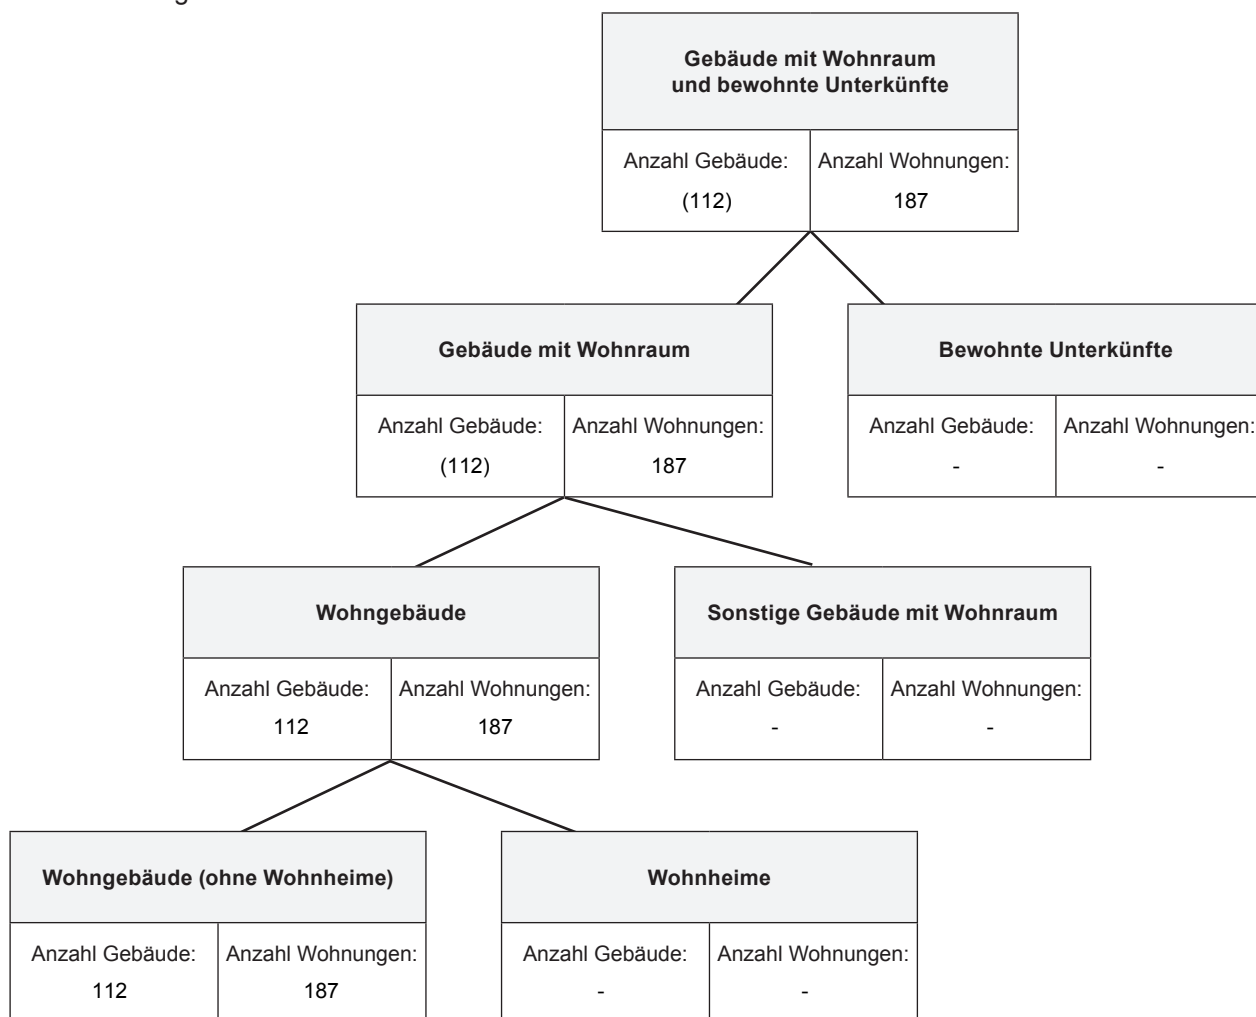 Gebäude mit Wohnraum
und bewohnte Unterkünfte
Anzahl Gebäude: Anzahl Wohnungen:
(112) 187
Gebäude mit Wohnraum
Bewohnte Unterkünfte
Anzahl Gebäude: Anzahl Wohnungen:
(112) 187
Anzahl Gebäude: Anzahl Wohnungen:
- -
Wohngebäude
Sonstige Gebäude mit Wohnraum
Anzahl Gebäude: Anzahl Wohnungen:
112 187
Anzahl Gebäude: Anzahl Wohnungen:
- -
Wohngebäude (ohne Wohnheime)
Wohnheime
Anzahl Gebäude: Anzahl Wohnungen:
112 187
Anzahl Gebäude: Anzahl Wohnungen:
- -